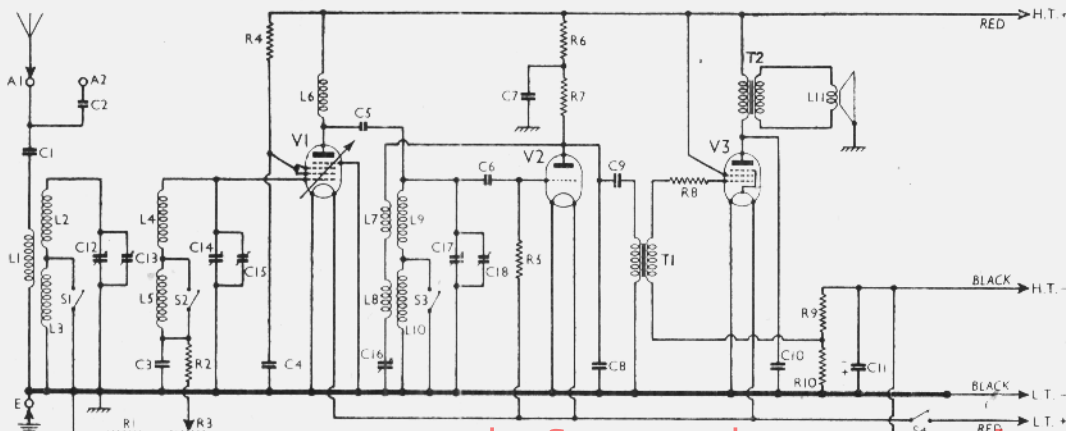 H.T. +
RED
R4
R6
T2
A1
A2
C2
L6
C5
C7
R7
L11
C1
V1
V2
V3
C6
C9
R8
L2
L4
L7
L9
L1
C12
C13
C14
C15
C17
C18
R5
T1
S1
L5
S2
L8
S3
L3
L10
BLACK
H.T. -
R9
C3
R2
C4
C16
C8
C10
R10
+
C11
E
BLACK
L.T. -
R1
R3
S4
RED
L.T. +